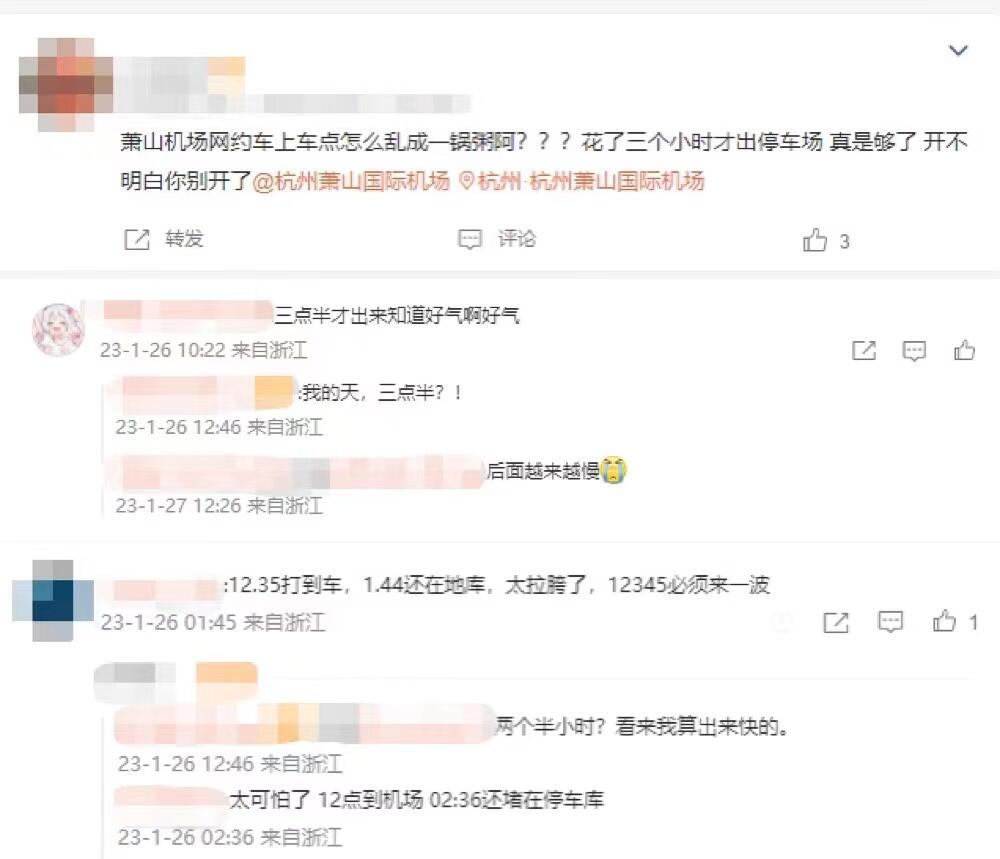 萧山机场网约车上车点怎么乱成一锅粥阿？？？花了三个小时才出停车场 真是够了 开不
明白你别开了@杭州萧山国际机场 杭州·杭州萧山国际机场
转发 评论 3
三点半才出来知道好气啊好气
23-1-26 10:22 来自浙江
:我的天，三点半？！
23-1-26 12:46 来自浙江
后面越来越慢
23-1-27 12:26 来自浙江
:12.35打到车，1.44还在地库，太拉胯了，12345必须来一波
23-1-26 01:45 来自浙江 1
两个半小时？看来我算出来快的。
23-1-26 12:46 来自浙江
太可怕了 12点到机场 02:36还堵在停车库
23-1-26 02:36 来自浙江